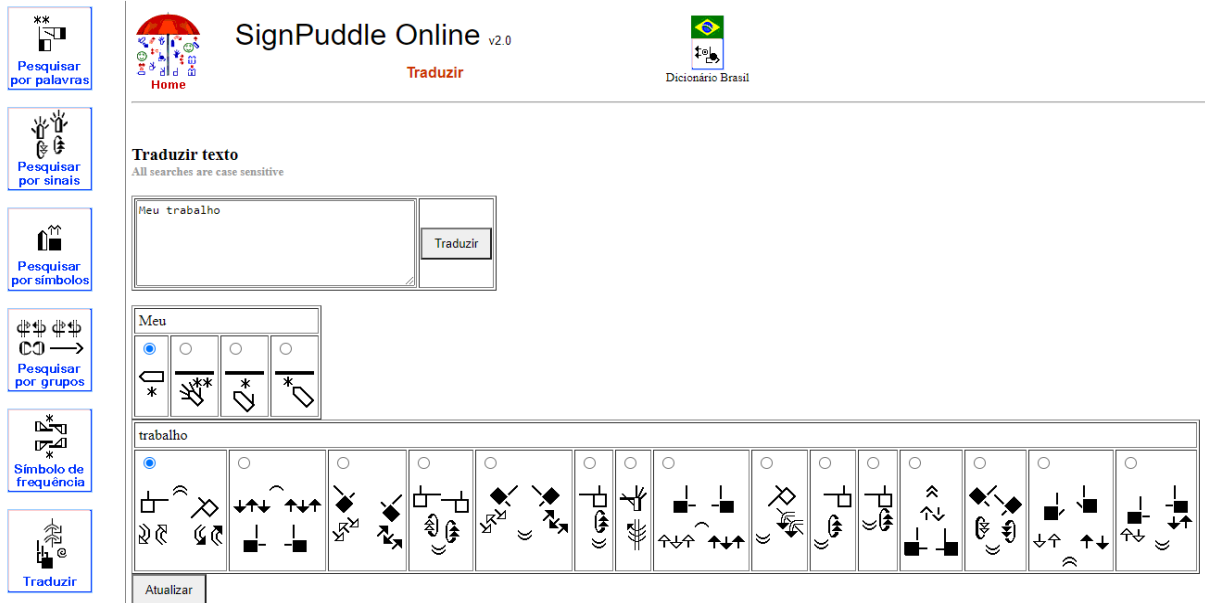 Pesquisar
por palavras
Pesquisar
por sinais
Pesquisar
por símbolos
Pesquisar
por grupos
Símbolo de
frequência
Traduzir
Home
SignPuddle Online v2.0
Traduzir
Dicionário Brasil
Traduzir texto
All searches are case sensitive
Meu trabalho
Traduzir
Meu
trabalho
Atualizar